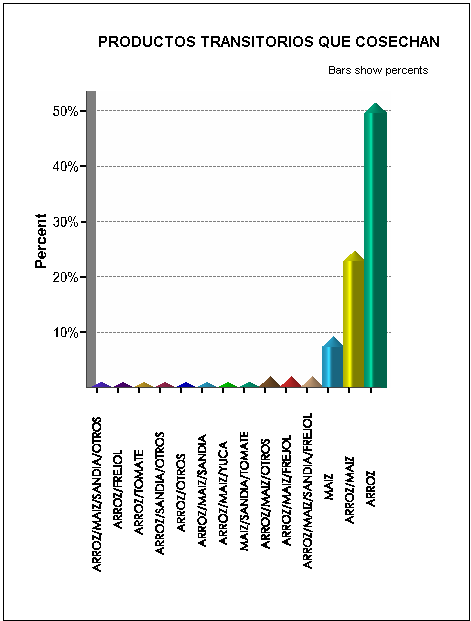 PRODUCTOS TRANSITORIOS QUE COSECHAN
Bars show percents
50%
40%
30%
20%
10%
Percent
ARROZ/MAIZ/SANDIA/OTROS
ARROZ/FREJOL
ARROZ/TOMATE
ARROZ/SANDIA/OTROS
ARROZ/OTROS
ARROZ/MAIZ/SANDIA
ARROZ/MAIZ/YUCA
MAIZ/SANDIA/TOMATE
ARROZ/MAIZ/OTROS
ARROZ/MAIZ/FREJOL
ARROZ/MAIZ/SANDIA/FREJOL
MAIZ
ARROZ/MAIZ
ARROZ